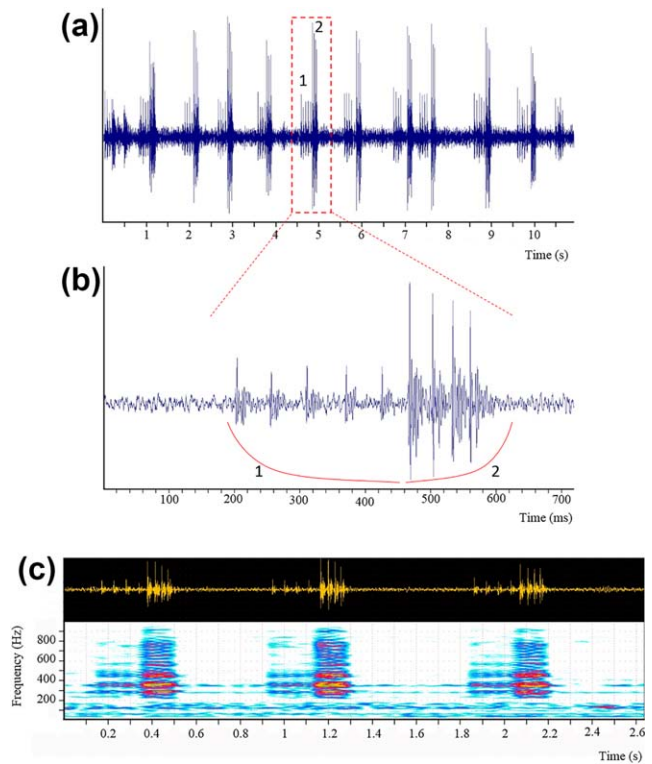 (a)
2
1
1 2 3 4 5 6 7 8 9 10
Time (s)
(b)
1 2
100 200 300 400 500 600 700
Time (ms)
(c)
Frequency (Hz)
800
600
400
200
0.2 0.4 0.6 0.8 1 1.2 1.4 1.6 1.8 2 2.2 2.4 2.6
Time (s)